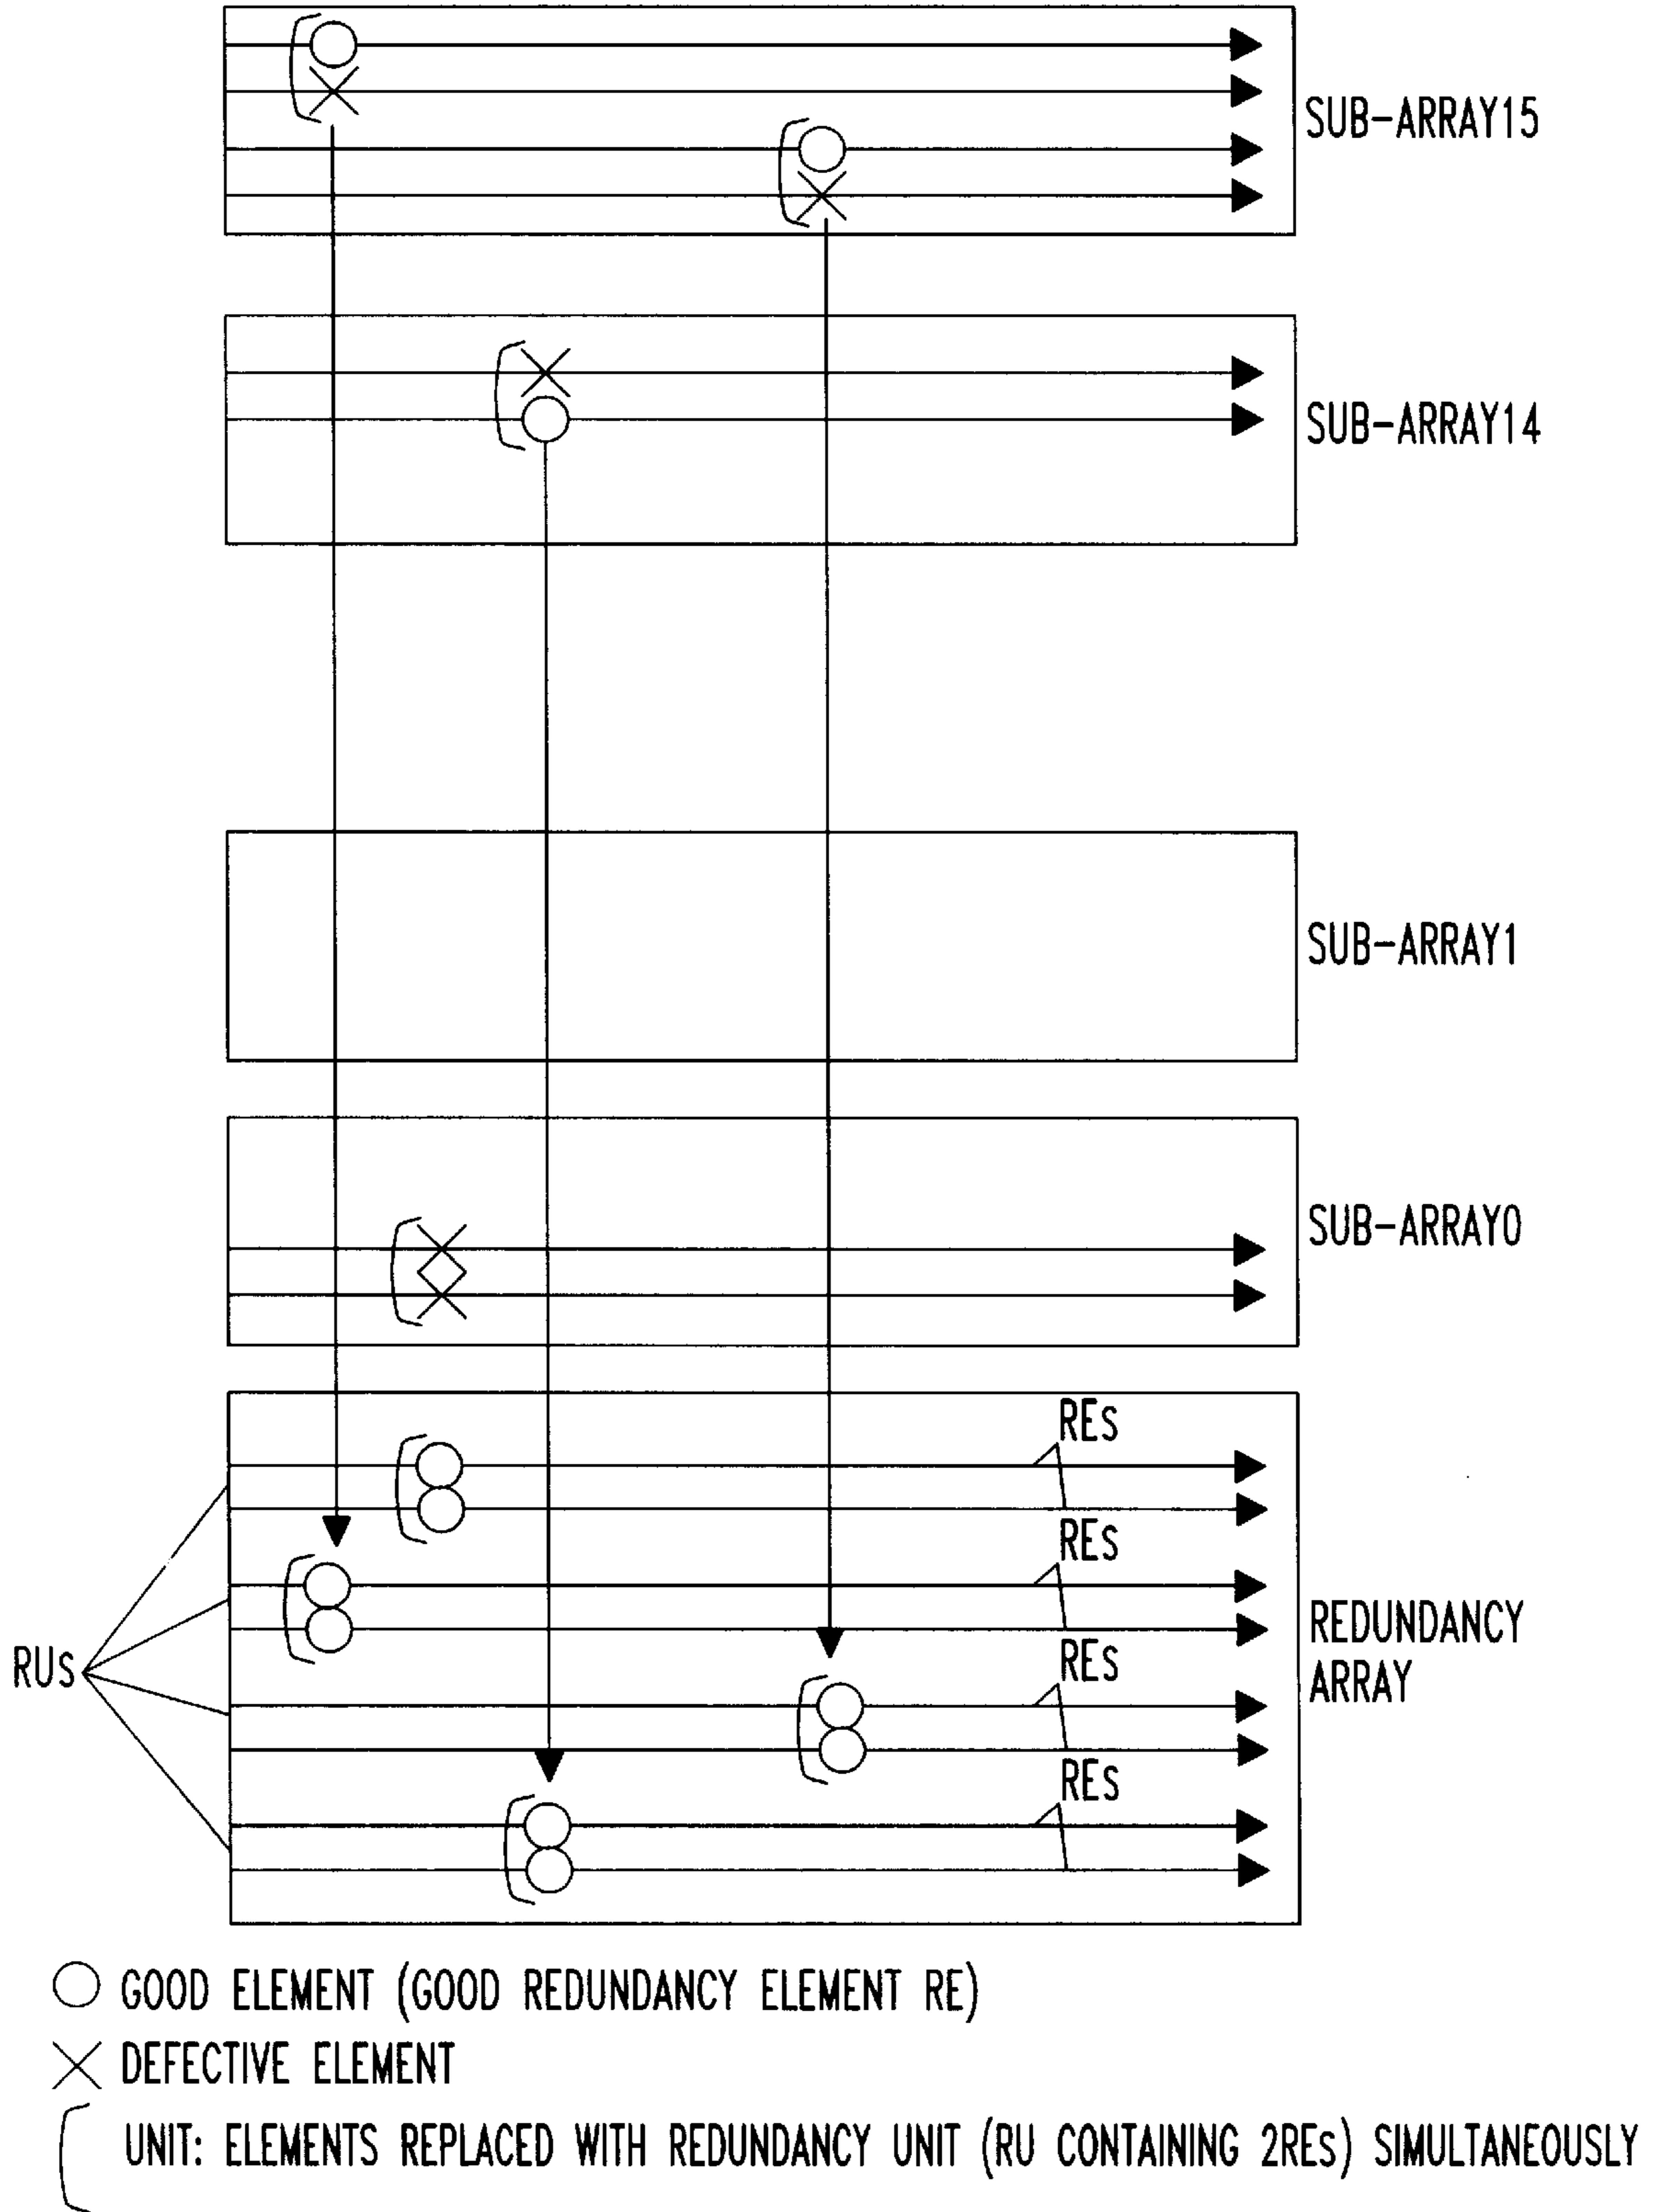 SUB-ARRAY15
SUB-ARRAY14
SUB-ARRAY1
SUB-ARRAY0
REs
REs
REs
REs
RUs
REDUNDANCY
ARRAY
GOOD ELEMENT (GOOD REDUNDANCY ELEMENT RE)
DEFECTIVE ELEMENT
UNIT: ELEMENTS REPLACED WITH REDUNDANCY UNIT (RU CONTAINING 2REs) SIMULTANEOUSLY